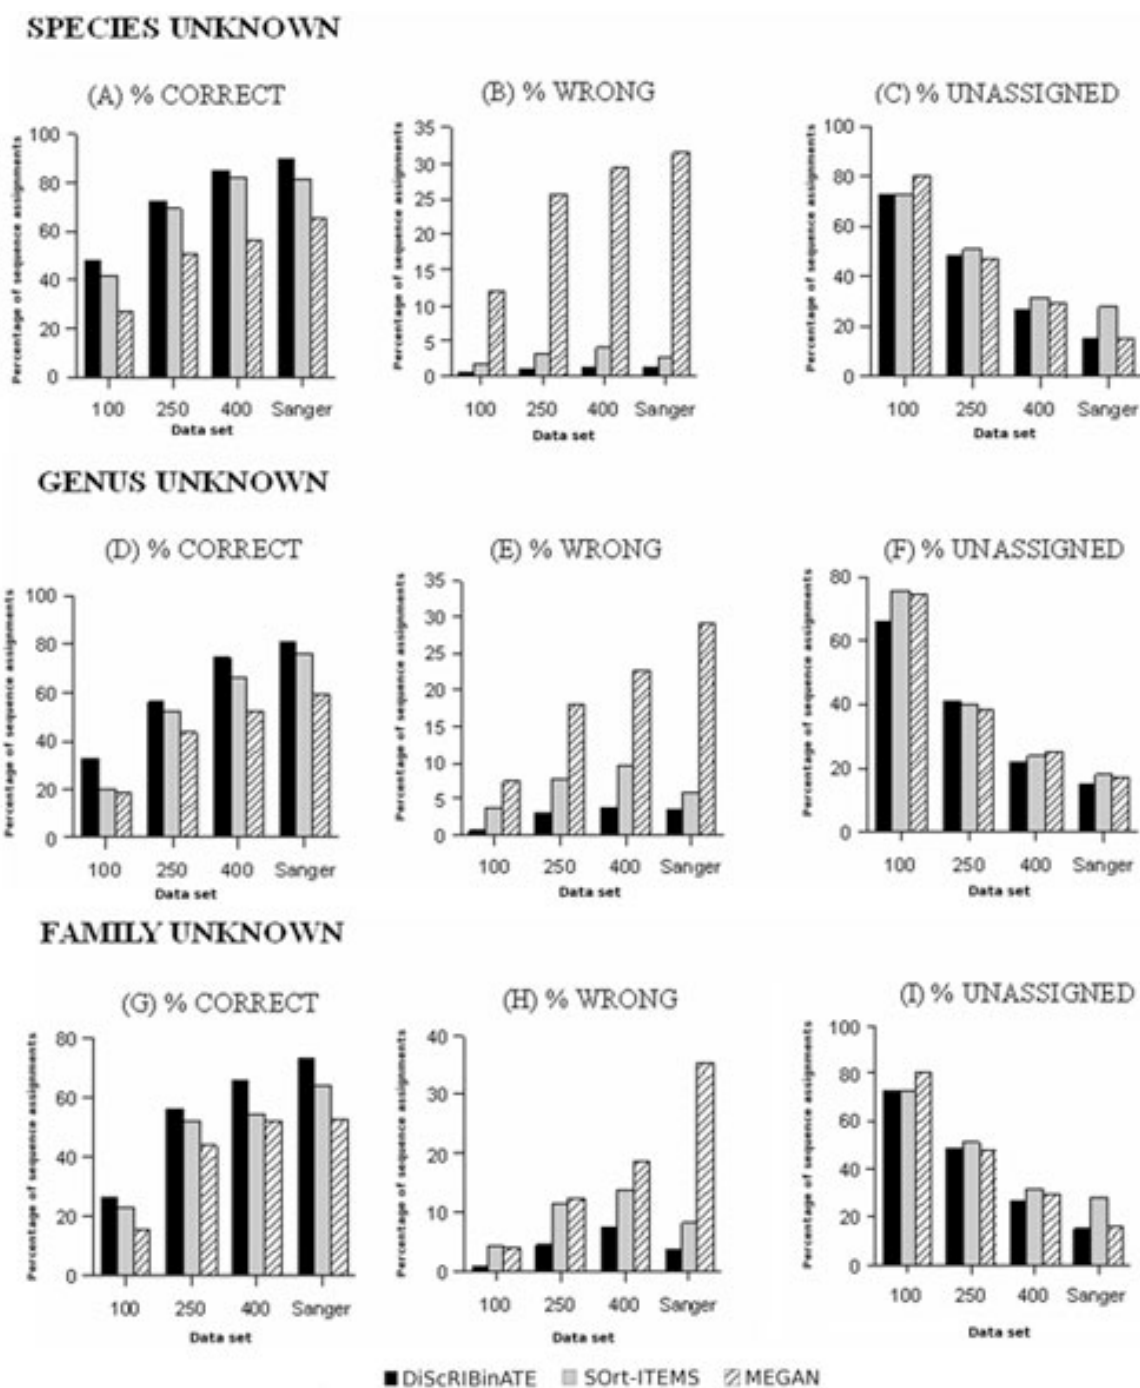 SPECIES UNKNOWN
(A) % CORRECT
Percentage of sequence assignments
100
80
60
40
20
0
100 250 400 Sanger
Data set
(B) % WRONG
Percentage of sequence assignments
35
30
25
20
15
10
5
0
100 250 400 Sanger
Data set
(C) % UNASSIGNED
Percentage of sequence assignments
100
80
60
40
20
0
100 250 400 Sanger
Data set
GENUS UNKNOWN
(D) % CORRECT
Percentage of sequence assignments
100
80
60
40
20
0
100 250 400 Sanger
Data set
(E) % WRONG
Percentage of sequence assignments
35
30
25
20
15
10
5
0
100 250 400 Sanger
Data set
(F) % UNASSIGNED
Percentage of sequence assignments
80
60
40
20
0
100 250 400 Sanger
Data set
FAMILY UNKNOWN
(G) % CORRECT
Percentage of sequence assignments
80
60
40
20
0
100 250 400 Sanger
Data set
(H) % WRONG
Percentage of sequence assignments
40
30
20
10
0
100 250 400 Sanger
Data set
(I) % UNASSIGNED
Percentage of sequence assignments
100
80
60
40
20
0
100 250 400 Sanger
Data set
DiScRIBinATE SOrt-ITEMS MEGAN